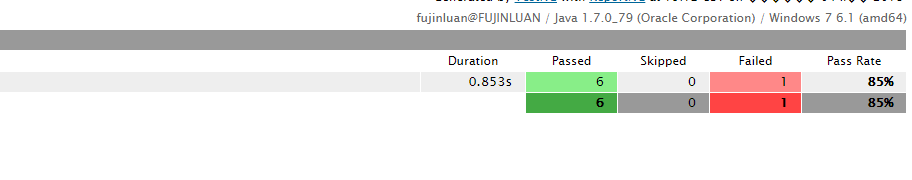 fujinluan@FUJINLUAN / Java 1.7.0_79 (Oracle Corporation) / Windows 7 6.1 (amd64)
Duration Passed Skipped Failed Pass Rate
0.853s 6 0 1 85%
6 0 1 85%